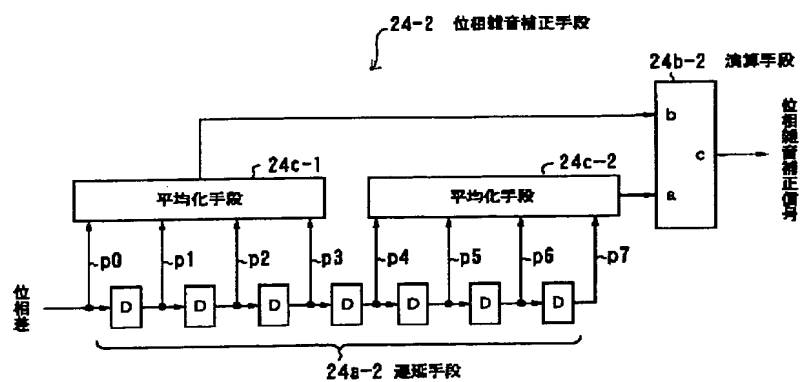 24-2 位相雑音補正手段
24b-2 演算手段
b
c
a
位相雑音補正信号
24c-1
平均化手段
24c-2
平均化手段
p0
p1
p2
p3
p4
p5
p6
p7
位相差
D
D
D
D
D
D
D
24a-2 遅延手段